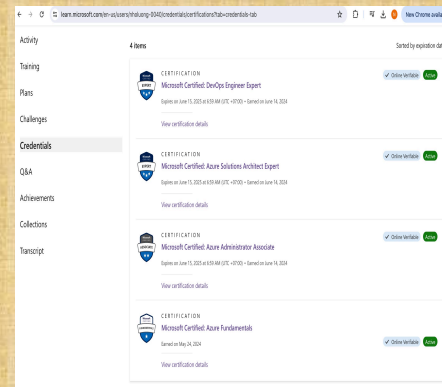 learn.microsoft.com/en-us/users/nhaluong-0040/credentials/certifications?tab=credentials-tab
New Chrome availa
Activity
Training
Plans
Challenges
Credentials
Q&A
Achievements
Collections
Transcript
4 items
Sorted by expiration dat
CERTIFICATION
Microsoft Certified: DevOps Engineer Expert
Expires on June 15, 2025 at 6:59 AM (UTC +07:00) • Earned on June 14, 2024
View certification details
Online Verifiable
Active
CERTIFICATION
Microsoft Certified: Azure Solutions Architect Expert
Expires on June 15, 2025 at 6:59 AM (UTC +07:00) • Earned on June 14, 2024
View certification details
Online Verifiable
Active
CERTIFICATION
Microsoft Certified: Azure Administrator Associate
Expires on June 15, 2025 at 6:59 AM (UTC +07:00) • Earned on June 14, 2024
View certification details
Online Verifiable
Active
CERTIFICATION
Microsoft Certified: Azure Fundamentals
Earned on May 24, 2024
View certification details
Online Verifiable
Active